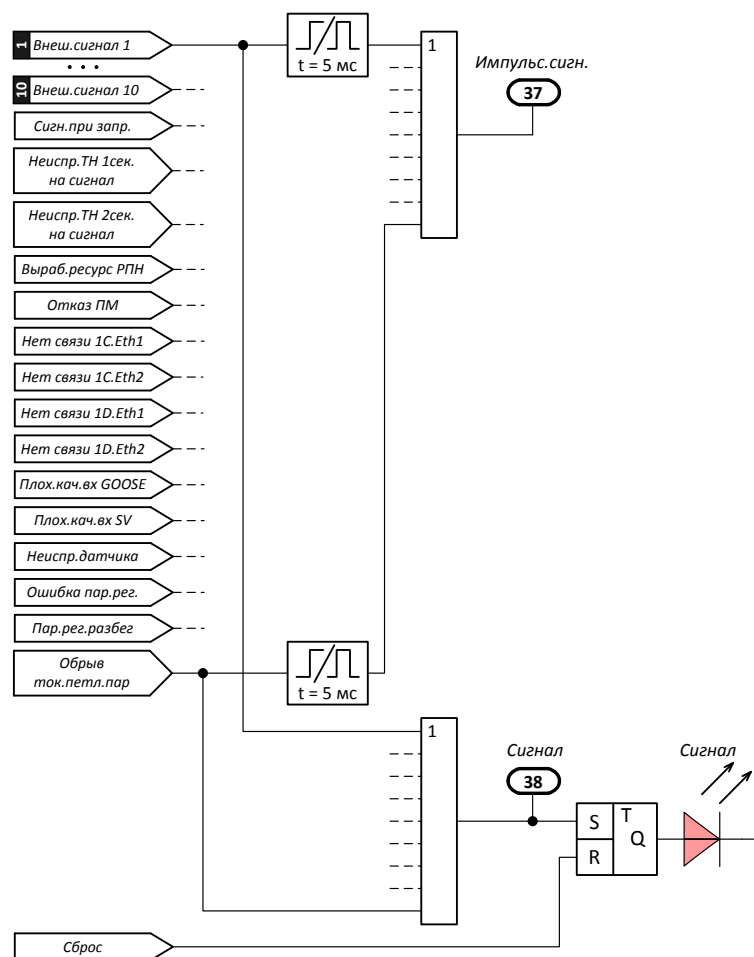 1 Внеш.сигнал 1
. . .
10 Внеш.сигнал 10
Сигн.при запр.
Неиспр.ТН 1сек.
на сигнал
Неиспр.ТН 2сек.
на сигнал
Выраб.ресурс РПН
Отказ ПМ
Нет связи 1C.Eth1
Нет связи 1C.Eth2
Нет связи 1D.Eth1
Нет связи 1D.Eth2
Плох.кач.вх GOOSE
Плох.кач.вх SV
Неиспр.датчика
Ошибка пар.рег.
Пар.рег.разбег
Обрыв
ток.петл.пар
Сброс
t = 5 мс
1
Импульс.сигн.
37
t = 5 мс
1
Сигнал
38
S
T
Q
R
Сигнал